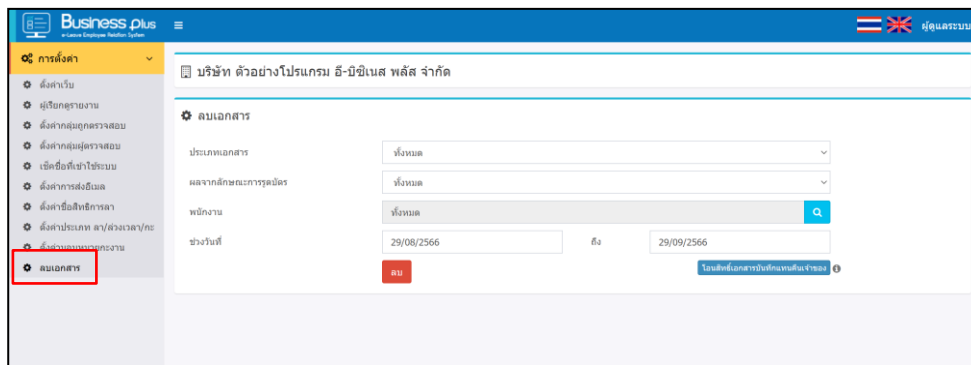 Business plus
e-Leave Employee Relation System
ผู้ดูแลระบบ
การตั้งค่า
ตั้งค่าเว็บ
ผู้เรียกดูรายงาน
ตั้งค่ากลุ่มถูกตรวจสอบ
ตั้งค่ากลุ่มผู้ตรวจสอบ
เช็คชื่อที่เข้าใช้ระบบ
ตั้งค่าการส่งอีเมล
ตั้งค่าชื่อสิทธิการลา
ตั้งค่าประเภท ลา/ล่วงเวลา/กะ
ลบเอกสาร
บริษัท ตัวอย่างโปรแกรม อี-บิซิเนส พลัส จำกัด
ลบเอกสาร
ประเภทเอกสาร
ทั้งหมด
ผลจากลักษณะการรูดบัตร
ทั้งหมด
พนักงาน
ทั้งหมด
ช่วงวันที่
29/08/2566
ถึง
29/09/2566
ลบ
โอนสิทธิ์เอกสารบันทึกแทนคืนเจ้าของ